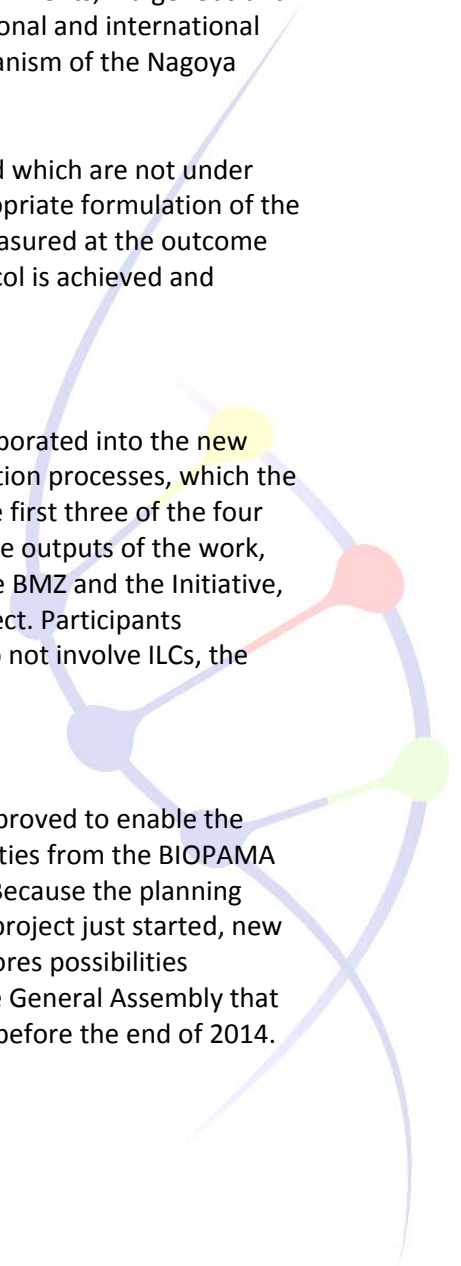 onal and international
anism of the Nagoya
d which are not under
opriate formulation of the
easured at the outcome
col is achieved and
porated into the new
tion processes, which the
e first three of the four
e outputs of the work,
e BMZ and the Initiative,
ect. Participants
o not involve ILCs, the
proved to enable the
ties from the BIOPAMA
Because the planning
project just started, new
ores possibilities
e General Assembly that
before the end of 2014.